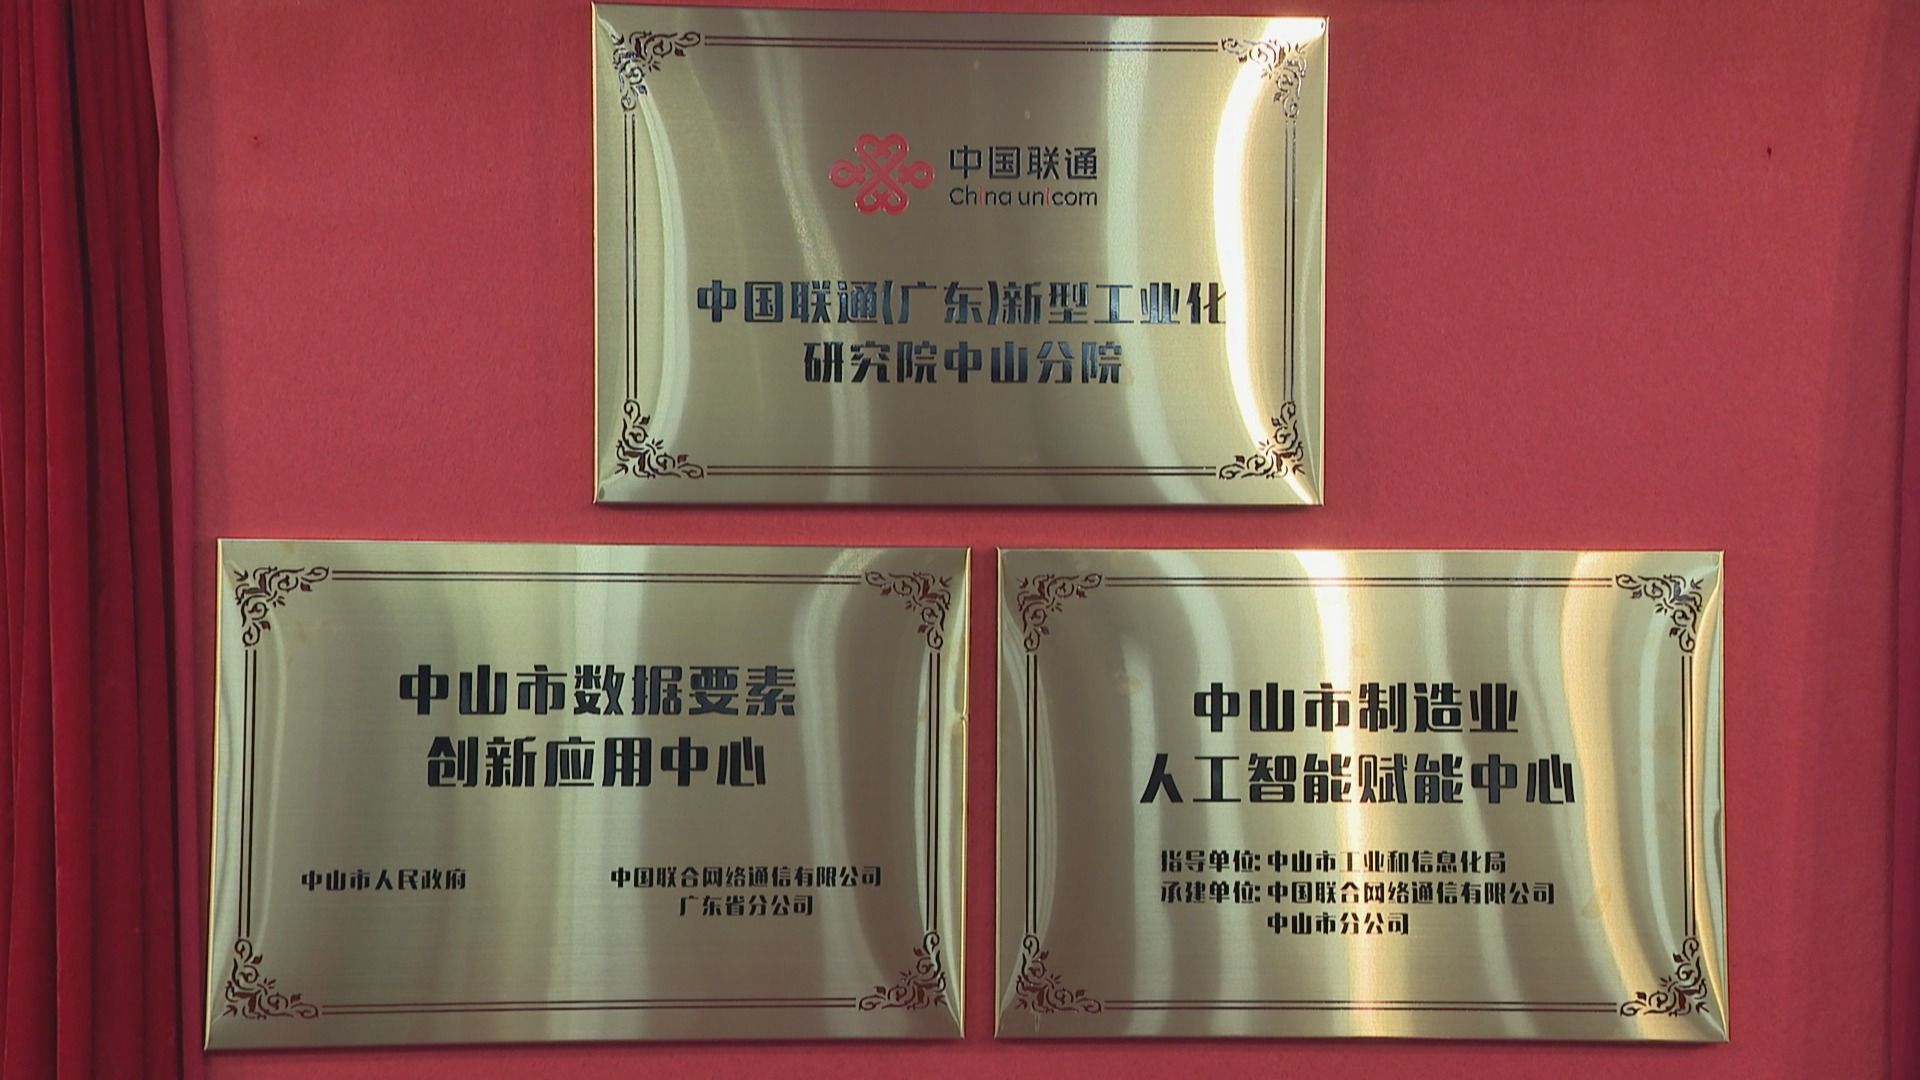 中国联通
China unicom
中国联通(广东)新型工业化
研究院中山分院
中山市数据要素
创新应用中心
中山市人民政府
中国联合网络通信有限公司
广东省分公司
中山市制造业
人工智能赋能中心
指导单位:中山市工业和信息化局
承建单位:中国联合网络通信有限公司
中山市分公司